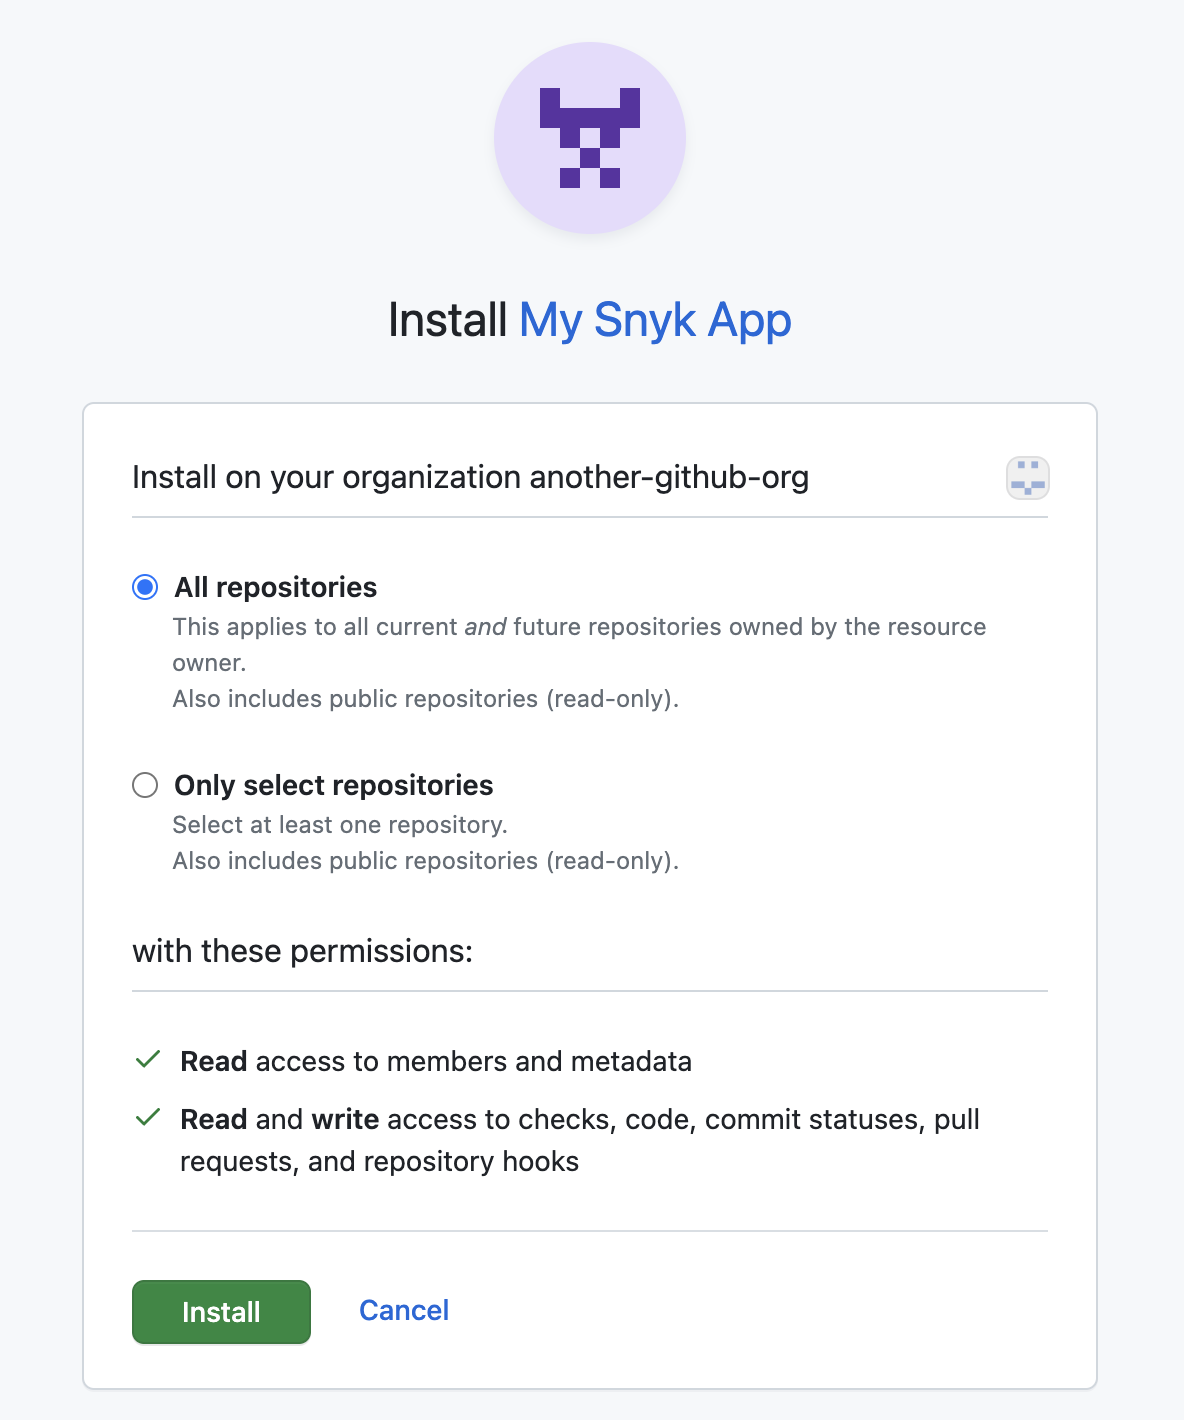 Install My Snyk App
Install on your organization another-github-org
All repositories
This applies to all current and future repositories owned by the resource
owner.
Also includes public repositories (read-only).
Only select repositories
Select at least one repository.
Also includes public repositories (read-only).
with these permissions:
Read access to members and metadata
Read and write access to checks, code, commit statuses, pull
requests, and repository hooks
Install
Cancel